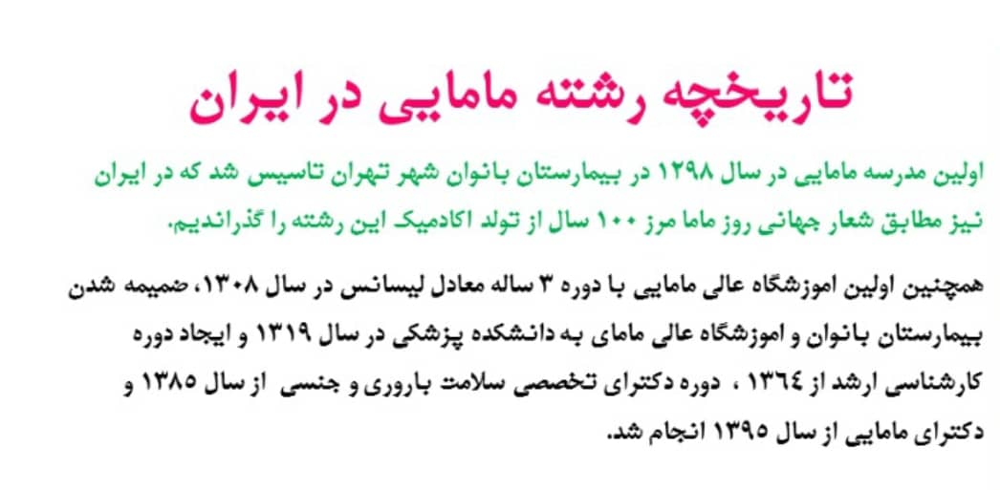 تاریخچه رشته مامایی در ایران
اولین مدرسه مامایی در سال ۱۲۹۸ در بیمارستان بانوان شهر تهران تاسیس شد که در ایران
نیز مطابق شعار جهانی روز ماما مرز ۱۰۰ سال از تولد اکادمیک این رشته را گذراندیم.
همچنین اولین اموزشگاه عالی مامایی با دوره ۳ ساله معادل لیسانس در سال ۱۳۰۸، ضمیمه شدن
بیمارستان بانوان و اموزشگاه عالی مامای به دانشکده پزشکی در سال ۱۳۱۹ و ایجاد دوره
کارشناسی ارشد از ۱۳٦٤ ، دوره دکترای تخصصی سلامت باروری و جنسی از سال ۱۳۸٥ و
دکترای مامایی از سال ۱۳۹٥ انجام شد.